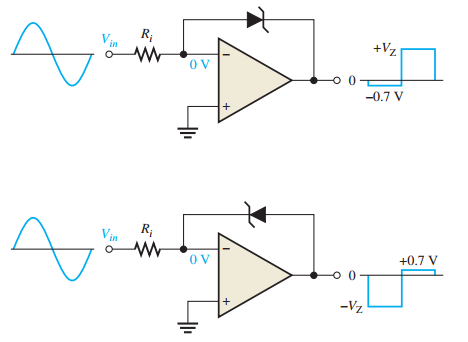 V_in
R_i
0 V
−
+
+V_Z
0
−0.7 V
V_in
R_i
0 V
−
+
0
+0.7 V
−V_Z